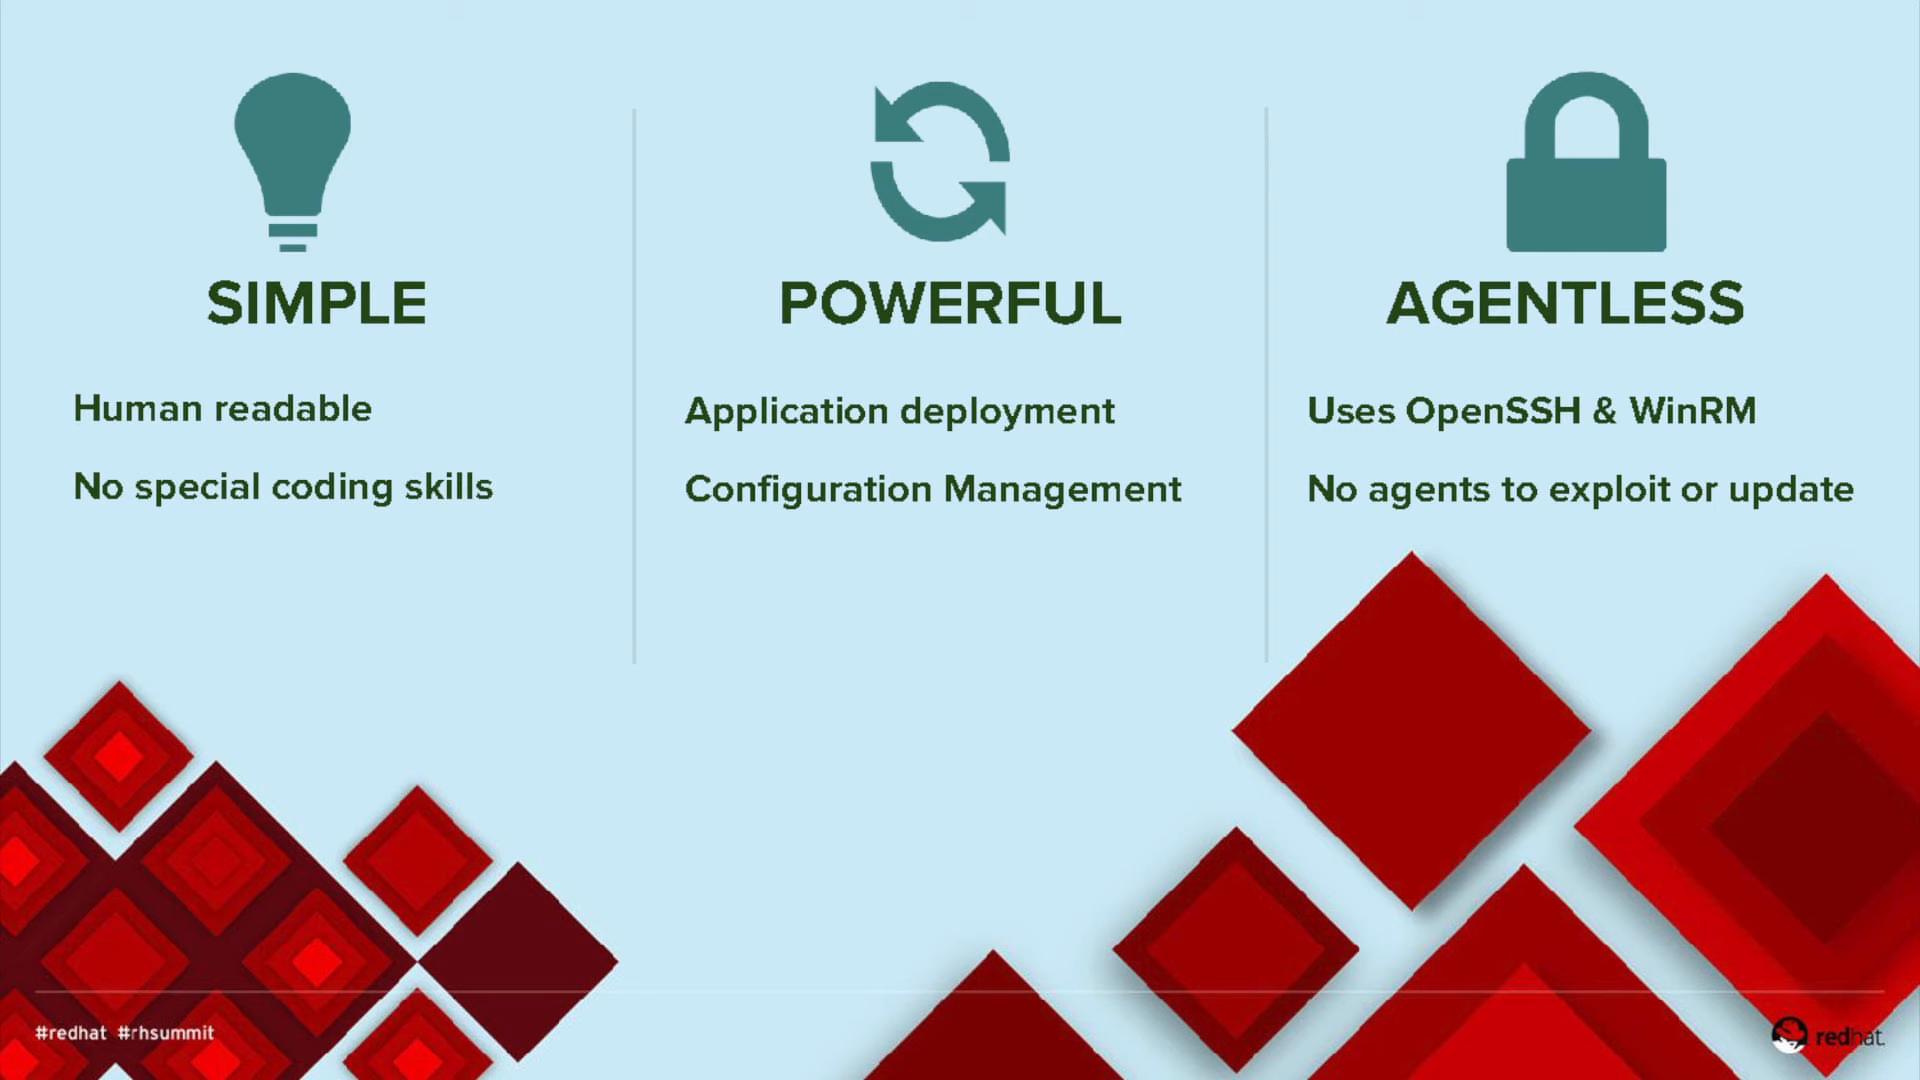 SIMPLE
Human readable
No special coding skills
POWERFUL
Application deployment
Configuration Management
AGENTLESS
Uses OpenSSH & WinRM
No agents to exploit or update
#redhat #rhsummit
redhat.